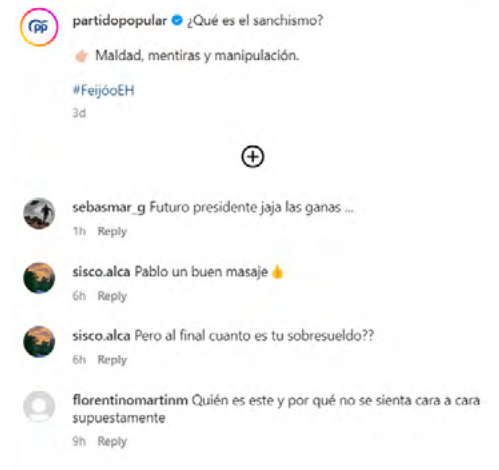 PP
partidopopular ¿Qué es el sanchismo?
👉🏻 Maldad, mentiras y manipulación.
#FeijóoEH
3d
sebasmar_g Futuro presidente jaja las ganas ...
1h Reply
sisco.alca Pablo un buen masaje👍
6h Reply
sisco.alca Pero al final cuanto es tu sobresueldo??
6h Reply
florentinomartinm Quién es este y por qué no se sienta cara a cara
supuestamente
9h Reply